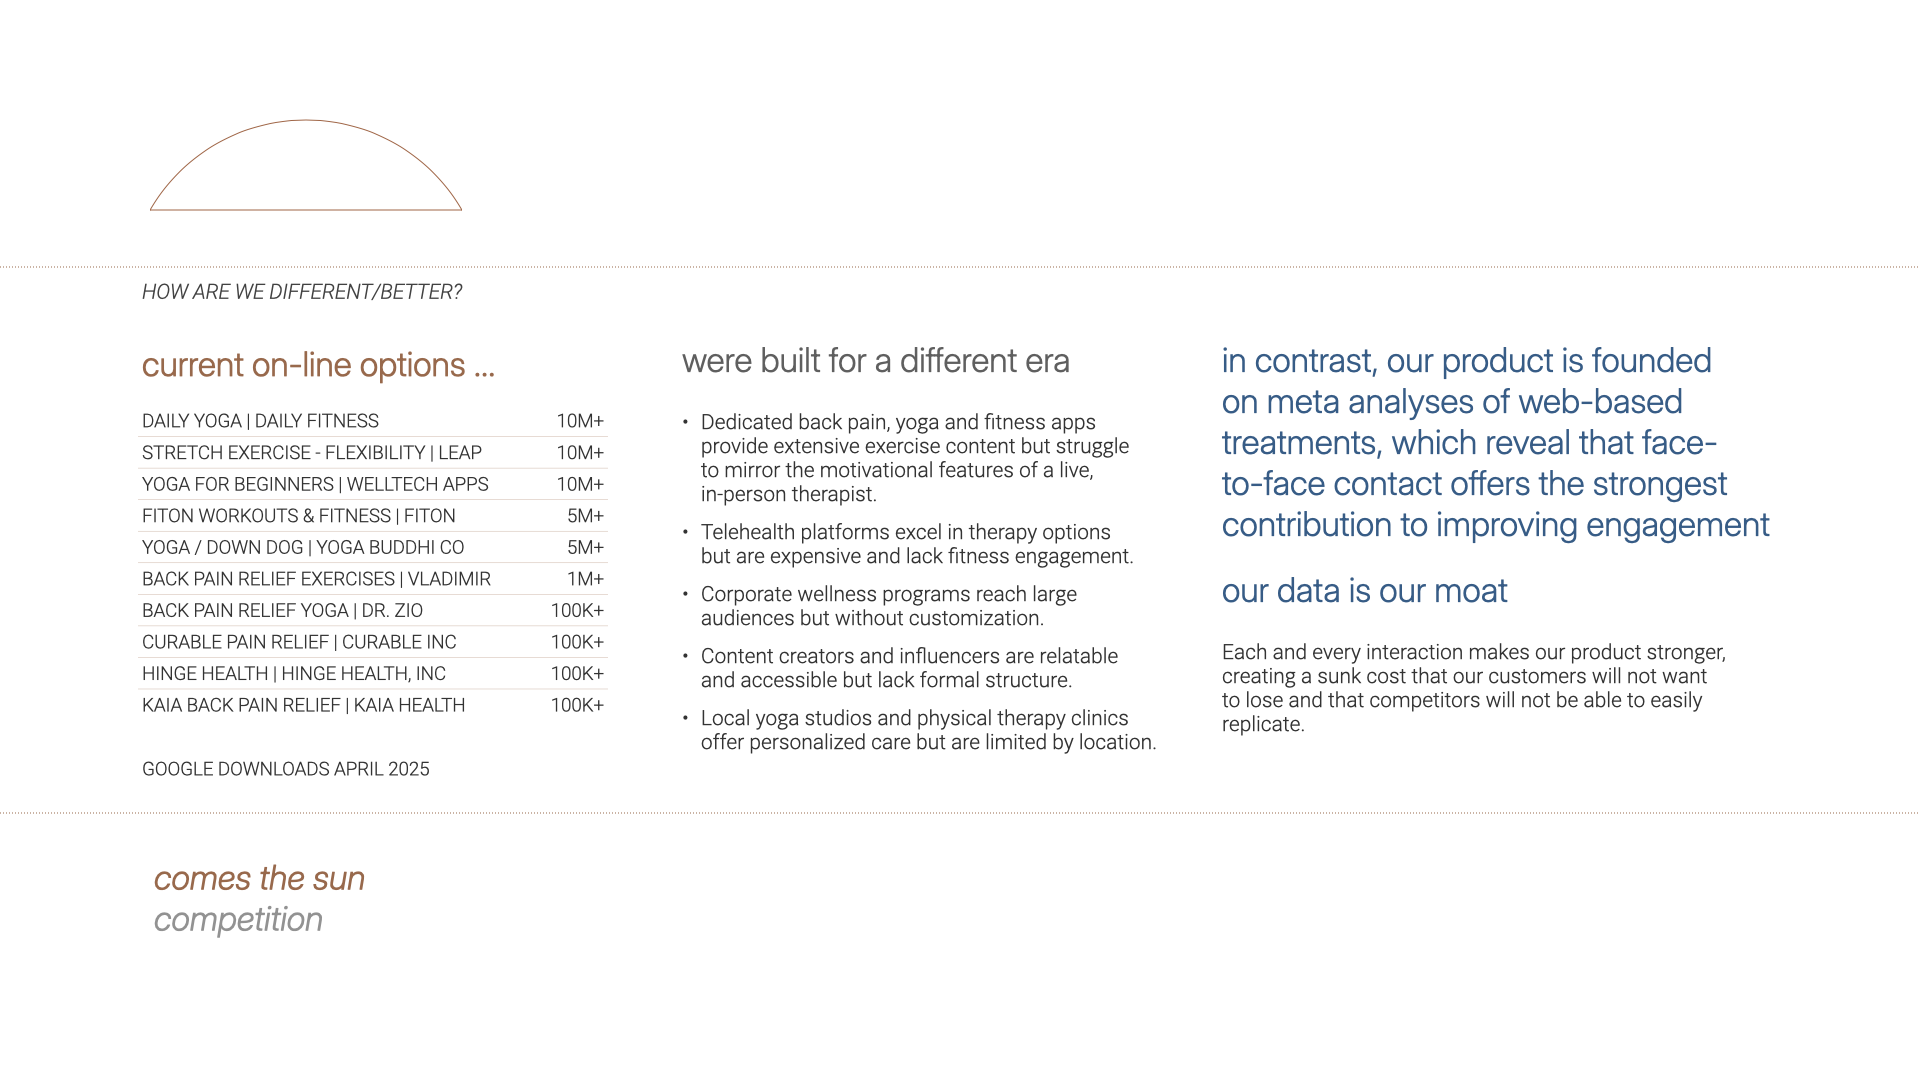 HOW ARE WE DIFFERENT/BETTER?
current on-line options ...
DAILY YOGA | DAILY FITNESS 10M+
STRETCH EXERCISE - FLEXIBILITY | LEAP 10M+
YOGA FOR BEGINNERS | WELLTECH APPS 10M+
FITON WORKOUTS & FITNESS | FITON 5M+
YOGA / DOWN DOG | YOGA BUDDHI CO 5M+
BACK PAIN RELIEF EXERCISES | VLADIMIR 1M+
BACK PAIN RELIEF YOGA | DR. ZIO 100K+
CURABLE PAIN RELIEF | CURABLE INC 100K+
HINGE HEALTH | HINGE HEALTH, INC 100K+
KAIA BACK PAIN RELIEF | KAIA HEALTH 100K+
GOOGLE DOWNLOADS APRIL 2025
were built for a different era
• Dedicated back pain, yoga and fitness apps
provide extensive exercise content but struggle
to mirror the motivational features of a live,
in-person therapist.
• Telehealth platforms excel in therapy options
but are expensive and lack fitness engagement.
• Corporate wellness programs reach large
audiences but without customization.
• Content creators and influencers are relatable
and accessible but lack formal structure.
• Local yoga studios and physical therapy clinics
offer personalized care but are limited by location.
in contrast, our product is founded
on meta analyses of web-based
treatments, which reveal that face-
to-face contact offers the strongest
contribution to improving engagement
our data is our moat
Each and every interaction makes our product stronger,
creating a sunk cost that our customers will not want
to lose and that competitors will not be able to easily
replicate.
comes the sun
competition